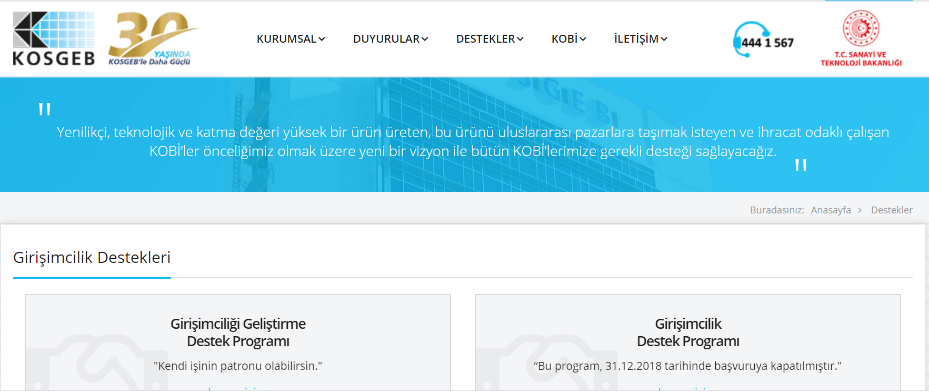 KOSGEB
30
YAŞINDA
KOSGEB'le Daha Güçlü
KURUMSAL
DUYURULAR
DESTEKLER
KOBİ
İLETİŞİM
444 1 567
T.C. SANAYİ VE
TEKNOLOJİ BAKANLIĞI
"
Yenilikçi, teknolojik ve katma değeri yüksek bir ürün üreten, bu ürünü uluslararası pazarlara taşımak isteyen ve ihracat odaklı çalışan
KOBİ'ler önceliğimiz olmak üzere yeni bir vizyon ile bütün KOBİ'lerimize gerekli desteği sağlayacağız.
"
Buradasınız: Anasayfa > Destekler
Girişimcilik Destekleri
Girişimciliği Geliştirme
Destek Programı
"Kendi işinin patronu olabilirsin."
Girişimcilik
Destek Programı
“Bu program, 31.12.2018 tarihinde başvuruya kapatılmıştır.”